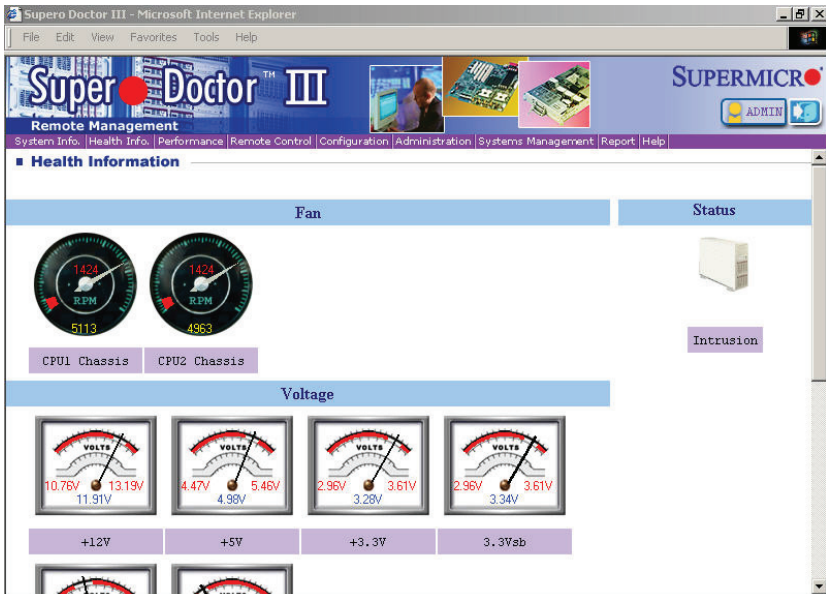 Supero Doctor III - Microsoft Internet Explorer
File Edit View Favorites Tools Help
Super Doctor™ III
SUPERMICRO
Remote Management
ADMIN
System Info. Health Info. Performance Remote Control Configuration Administration Systems Management Report Help
Health Information
Fan
Status
1424
RPM
5113
1424
RPM
4963
CPU1 Chassis
CPU2 Chassis
Intrusion
Voltage
VOLTS
10.76V 13.19V
11.91V
VOLTS
4.47V 5.46V
4.98V
VOLTS
2.96V 3.61V
3.28V
VOLTS
2.96V 3.61V
3.34V
+12V
+5V
+3.3V
3.3Vsb
VOLTS
VOLTS